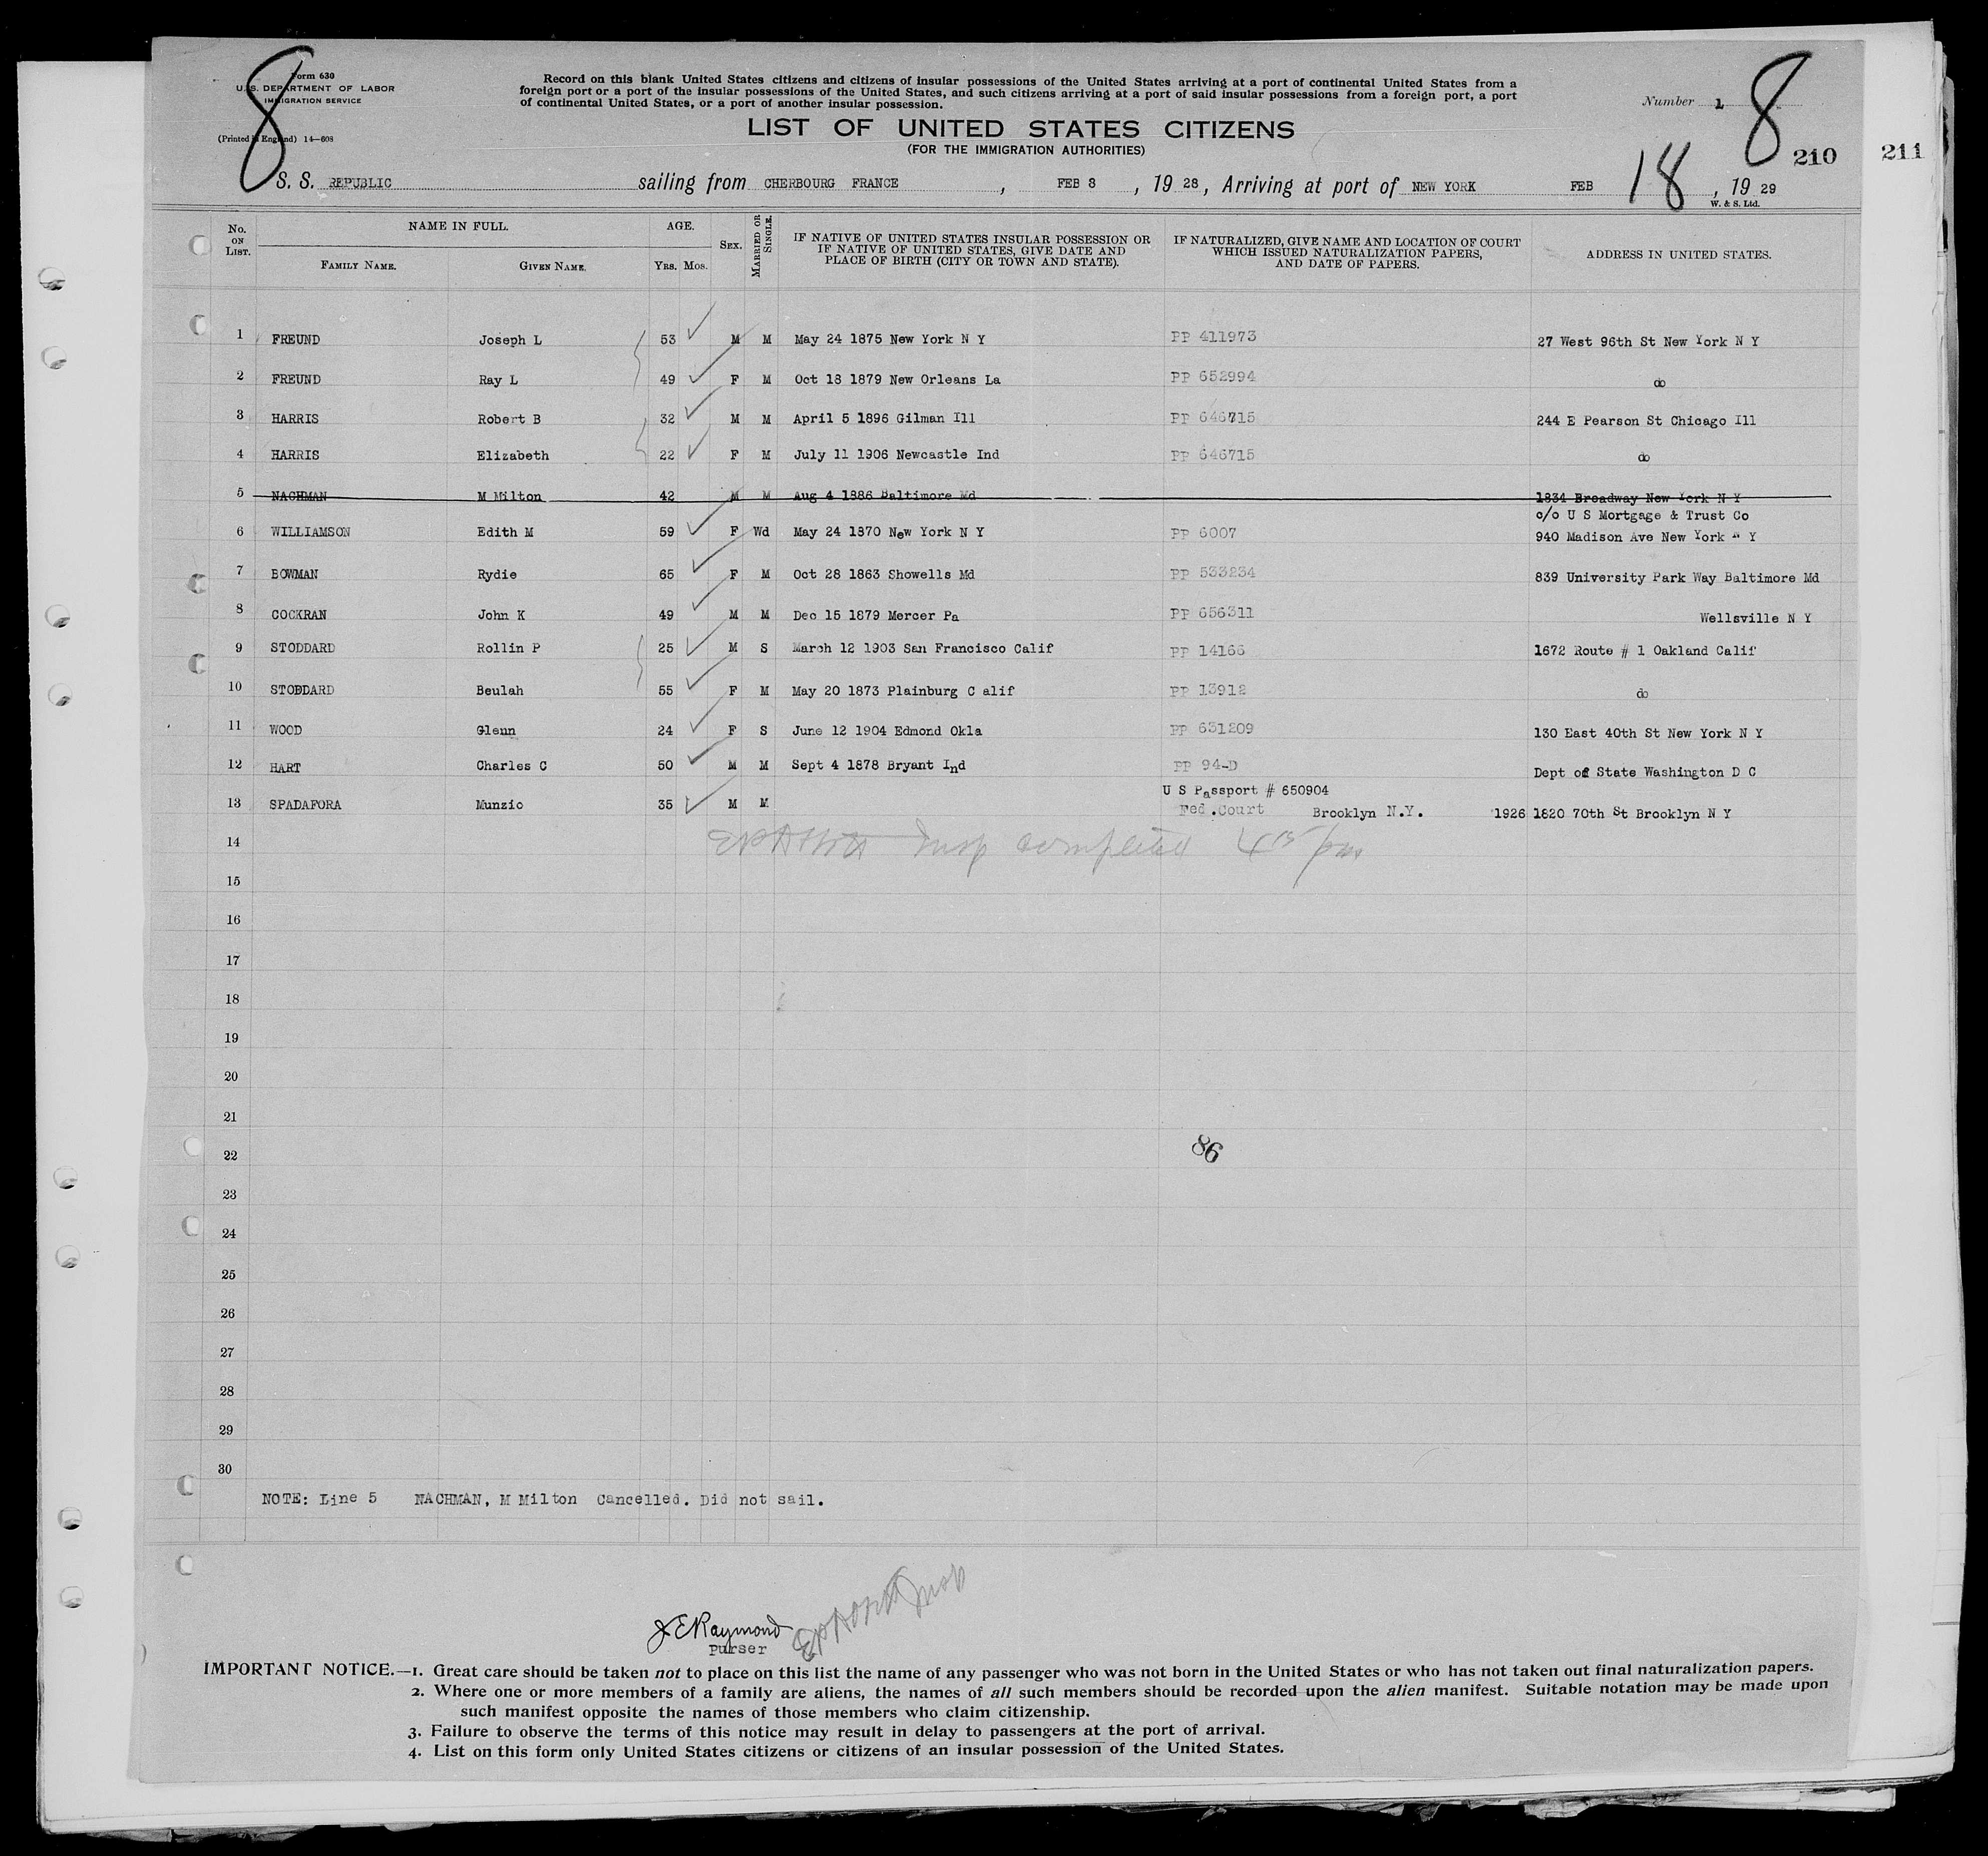 8
8
Form 630
U. S. DEPARTMENT OF LABOR
IMMIGRATION SERVICE
(Printed in England) 14—608
Record on this blank United States citizens and citizens of insular possessions of the United States arriving at a port of continental United States from a
foreign port or a port of the insular possessions of the United States, and such citizens arriving at a port of said insular possessions from a foreign port, a port
of continental United States, or a port of another insular possession.
Number 1
LIST OF UNITED STATES CITIZENS
(FOR THE IMMIGRATION AUTHORITIES)
210 211
S. S. REPUBLIC sailing from CHERBOURG FRANCE , FEB 8 , 19 28 , Arriving at port of NEW YORK FEB 18 , 19 29
W. & S. Ltd.
No. ON LIST. NAME IN FULL. FAMILY NAME. GIVEN NAME. AGE. YRS. MOS. SEX. MARRIED OR SINGLE. IF NATIVE OF UNITED STATES INSULAR POSSESSION OR IF NATIVE OF UNITED STATES, GIVE DATE AND PLACE OF BIRTH (CITY OR TOWN AND STATE). IF NATURALIZED, GIVE NAME AND LOCATION OF COURT WHICH ISSUED NATURALIZATION PAPERS, AND DATE OF PAPERS. ADDRESS IN UNITED STATES.
1 FREUND Joseph L 53 M M May 24 1875 New York N Y PP 411973 27 West 96th St New York N Y
2 FREUND Ray L 49 F M Oct 18 1879 New Orleans La PP 652994 do
3 HARRIS Robert B 32 M M April 5 1896 Gilman Ill PP 646715 244 E Pearson St Chicago Ill
4 HARRIS Elizabeth 22 F M July 11 1906 Newcastle Ind PP 646715 do
5 NACHMAN M Milton 42 M M Aug 4 1886 Baltimore Md 1834 Broadway New York N Y
c/o U S Mortgage & Trust Co
6 WILLIAMSON Edith M 59 F Wd May 24 1870 New York N Y PP 6007 940 Madison Ave New York N Y
7 BOWMAN Rydie 65 F M Oct 28 1863 Showells Md PP 533234 839 University Park Way Baltimore Md
8 COCKRAN John K 49 M M Dec 15 1879 Mercer Pa PP 656311 Wellsville N Y
9 STODDARD Rollin P 25 M S March 12 1903 San Francisco Calif PP 14166 1672 Route # 1 Oakland Calif
10 STODDARD Beulah 55 F M May 20 1873 Plainburg C alif PP 13912 do
11 WOOD Glenn 24 F S June 12 1904 Edmond Okla PP 631209 130 East 40th St New York N Y
12 HART Charles C 50 M M Sept 4 1878 Bryant Ind PP 94-D Dept of State Washington D C
U S Passport # 650904
13 SPADAFORA Munzio 35 M M Fed.Court Brooklyn N.Y. 1926 1820 70th St Brooklyn N Y
14 Insp completed
15
16
17
18
19
20
21
22 86
23
24
25
26
27
28
29
30
NOTE: Line 5 NACHMAN, M Milton Cancelled. Did not sail.
J E Raymond
Purser
IMPORTANT NOTICE.—1. Great care should be taken not to place on this list the name of any passenger who was not born in the United States or who has not taken out final naturalization papers.
2. Where one or more members of a family are aliens, the names of all such members should be recorded upon the alien manifest. Suitable notation may be made upon
such manifest opposite the names of those members who claim citizenship.
3. Failure to observe the terms of this notice may result in delay to passengers at the port of arrival.
4. List on this form only United States citizens or citizens of an insular possession of the United States.